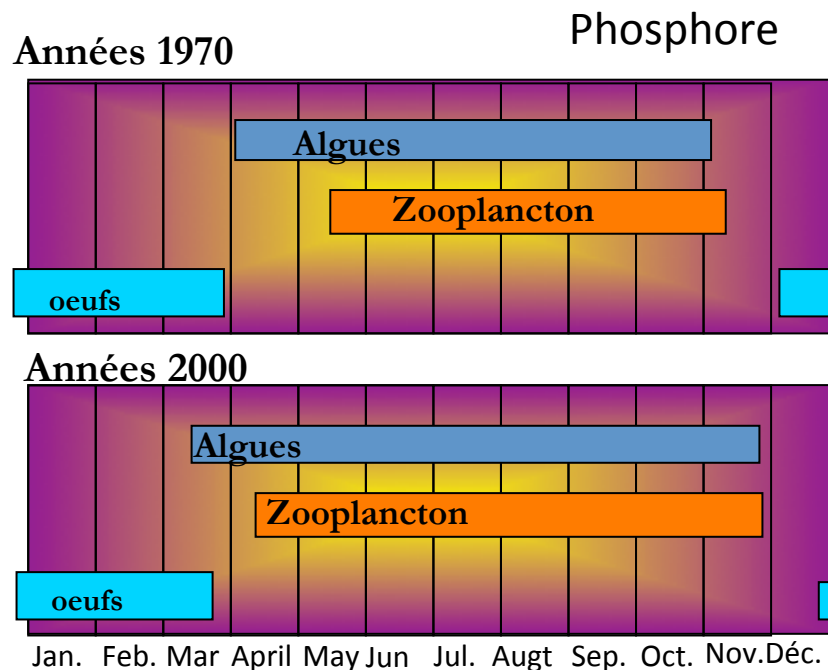 Phosphore
Années 1970
Algues
Zooplancton
oeufs
Années 2000
Algues
Zooplancton
oeufs
Jan. Feb. Mar April May Jun Jul. Augt Sep. Oct. Nov. Déc.